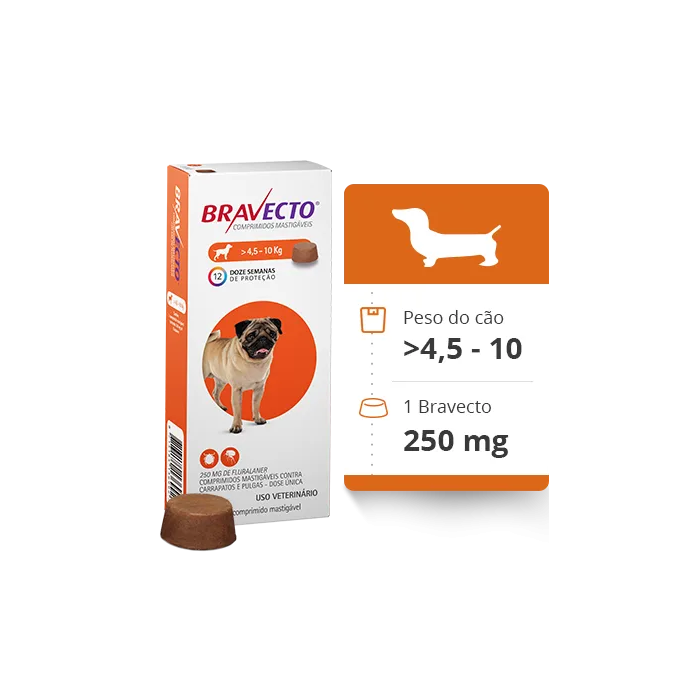 BRAVECTO®
COMPRIMIDOS MASTIGÁVEIS
>4,5 - 10 Kg
12 DOZE SEMANAS
DE PROTEÇÃO
250 MG DE FLURALANER
COMPRIMIDOS MASTIGÁVEIS CONTRA
CARRAPATOS E PULGAS – DOSE ÚNICA
USO VETERINÁRIO
comprimido mastigável
BRAVECTO
Peso do cão
>4,5 - 10
1 Bravecto
250 mg